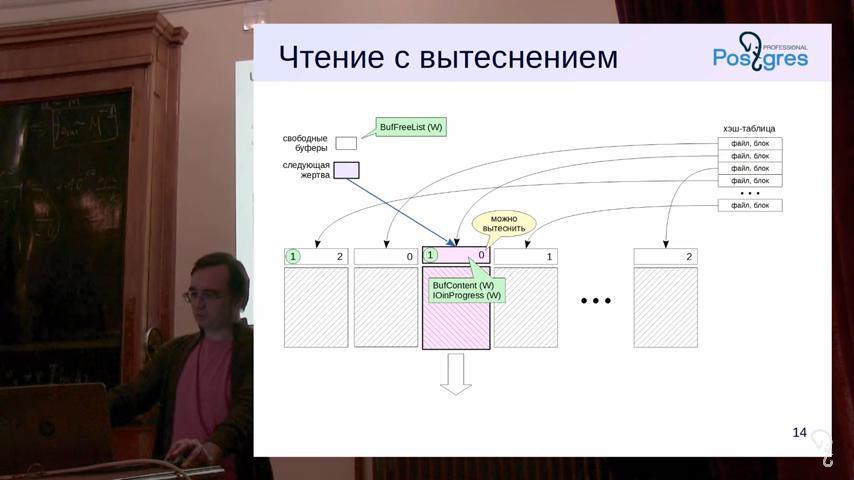 Чтение с вытеснением
PROFESSIONAL
Postgres
BufFreeList (W)
свободные
буферы
следующая
жертва
хэш-таблица
файл, блок
файл, блок
файл, блок
файл, блок
файл, блок
можно
вытеснить
1 2
0
1 0
1
2
BufContent (W)
IOinProgress (W)
14